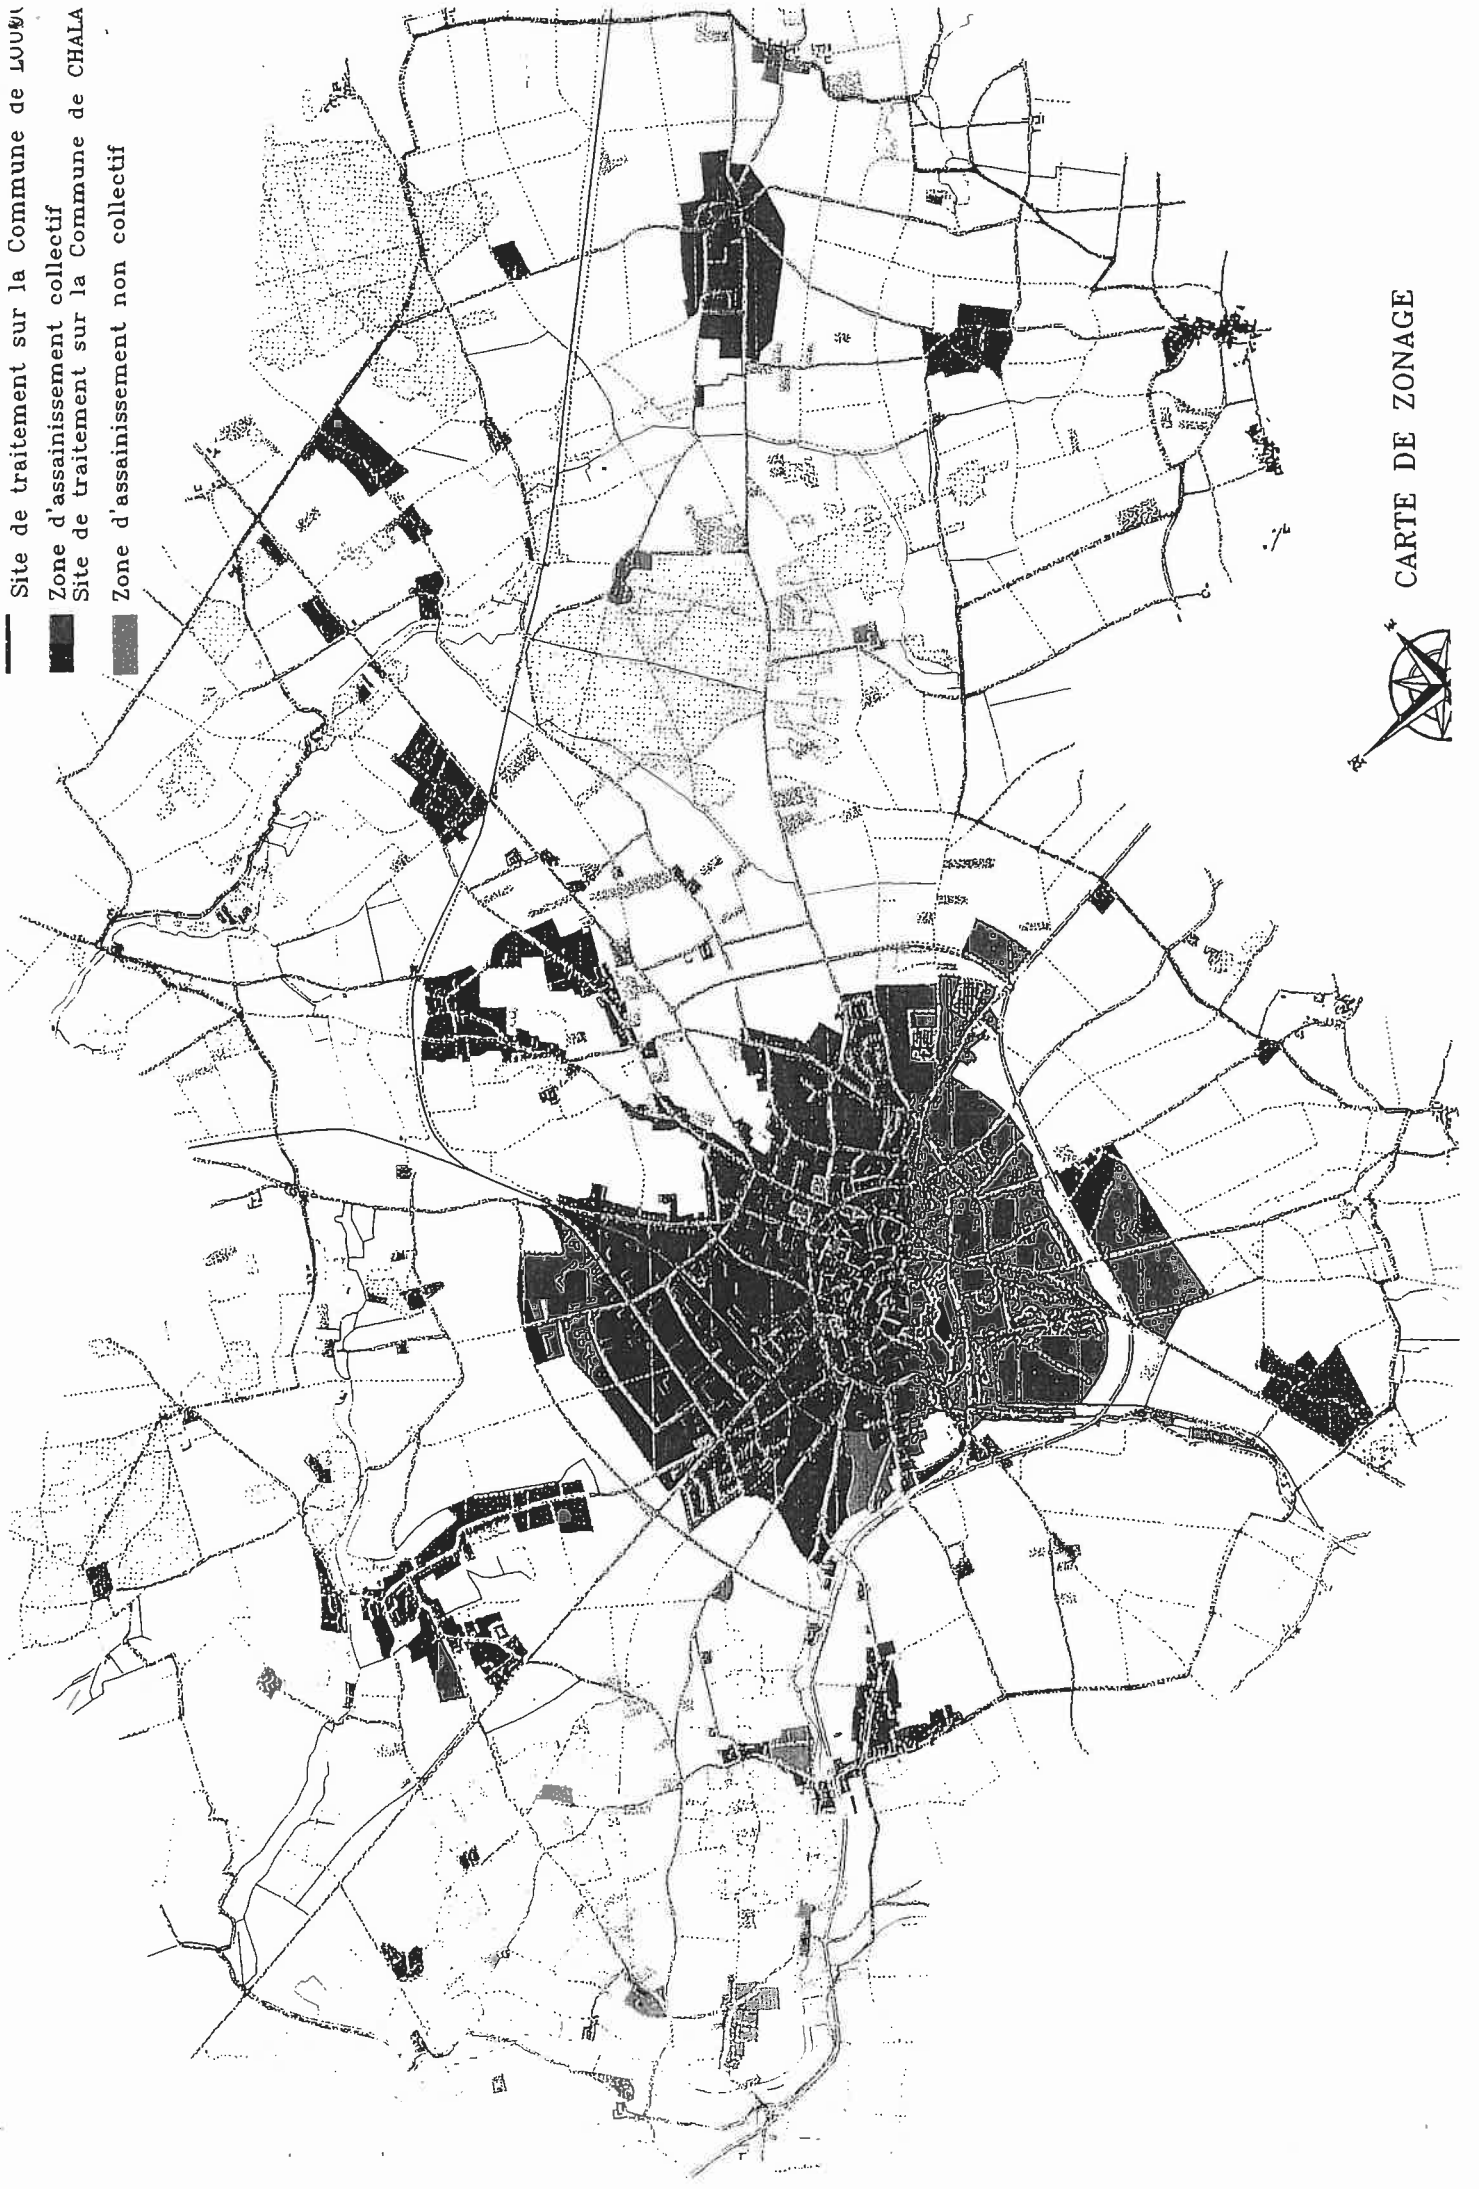 Site de traitement sur la Commune de
Zone d'assainissement collectif
Site de traitement sur la Commune de CHALA
Zone d'assainissement non collectif
CARTE DE ZONAGE